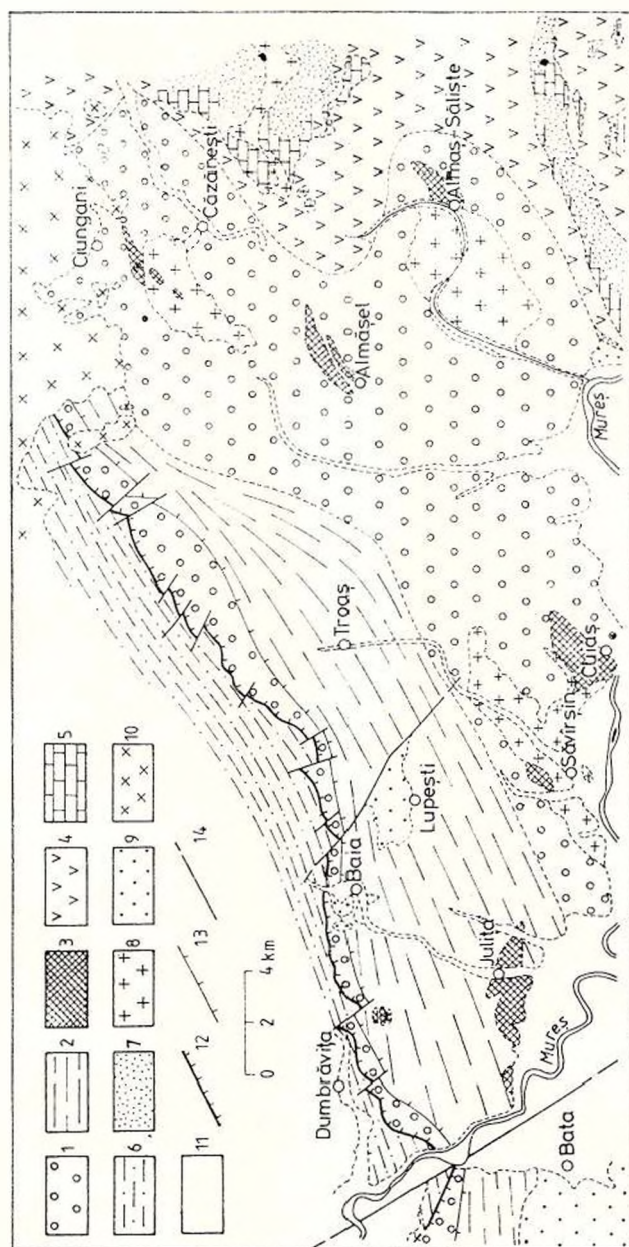 1
2
3
4
5
6
7
8
9
10
11
12
13
14
0 2 4 km
Ciungani
Căzănești
Almaș-Săliște
Almășel
Mureș
Troaș
Lupești
Baia
Dumbrăvița
Julița
Săvîrșin
Cuiaș
Mureș
Bata